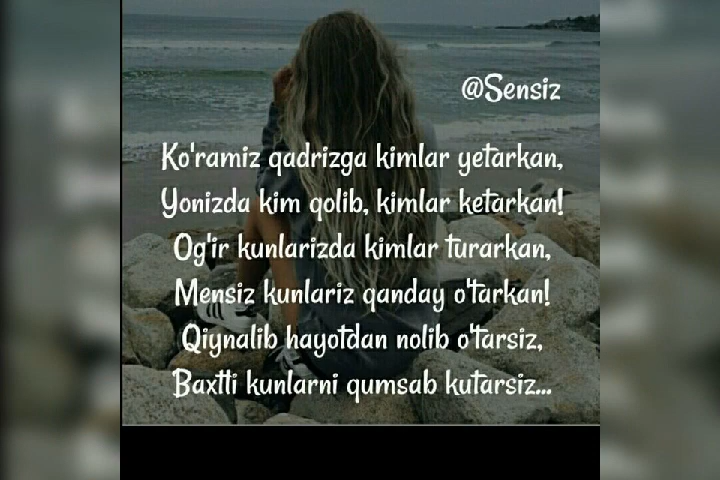 @Sensiz
Ko'ramiz qadrizga kimlar yetarkan,
Yonizda kim qolib, kimlar ketarkan!
Og'ir kunlarizda kimlar turarkan,
Mensiz kunlariz qanday o'tarkan!
Qiynalib hayotdan nolib o'tarsiz,
Baxtli kunlarni qumsab kutarsiz...